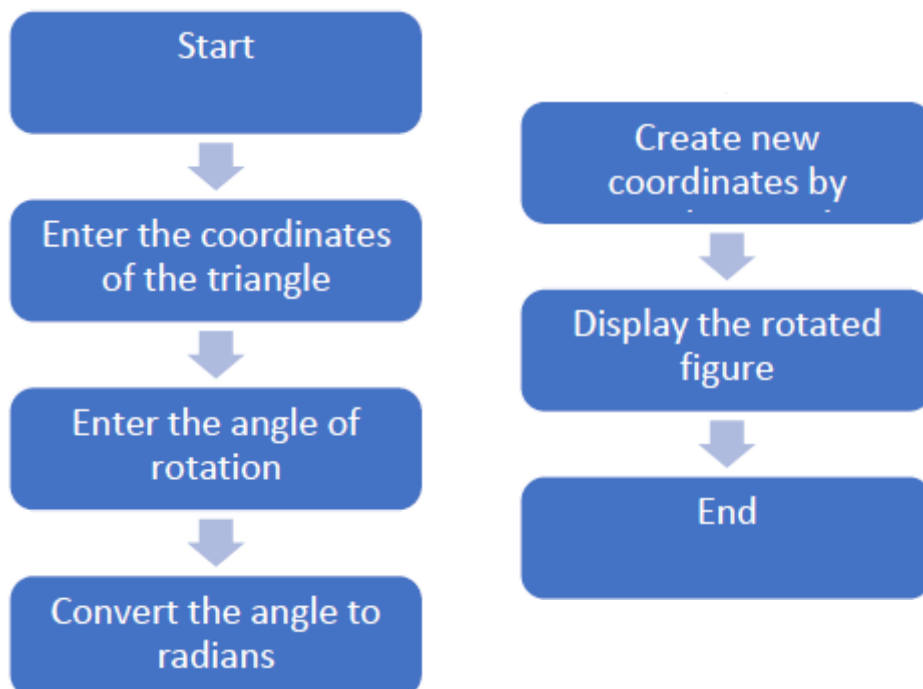 Start
Enter the coordinates
of the triangle
Enter the angle of
rotation
Convert the angle to
radians
Create new
coordinates by
Display the rotated
figure
End